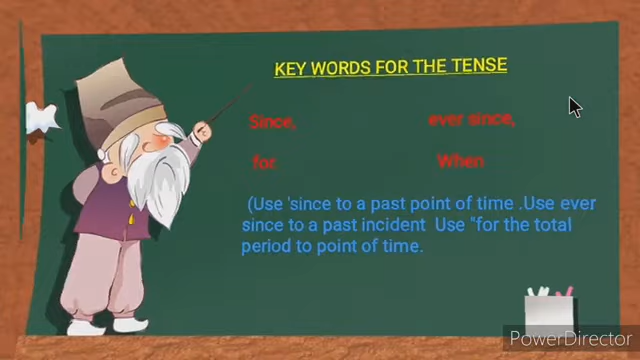 KEY WORDS FOR THE TENSE
Since, ever since,
for When
(Use 'since to a past point of time .Use ever
since to a past incident Use "for the total
period to point of time.
PowerDirector